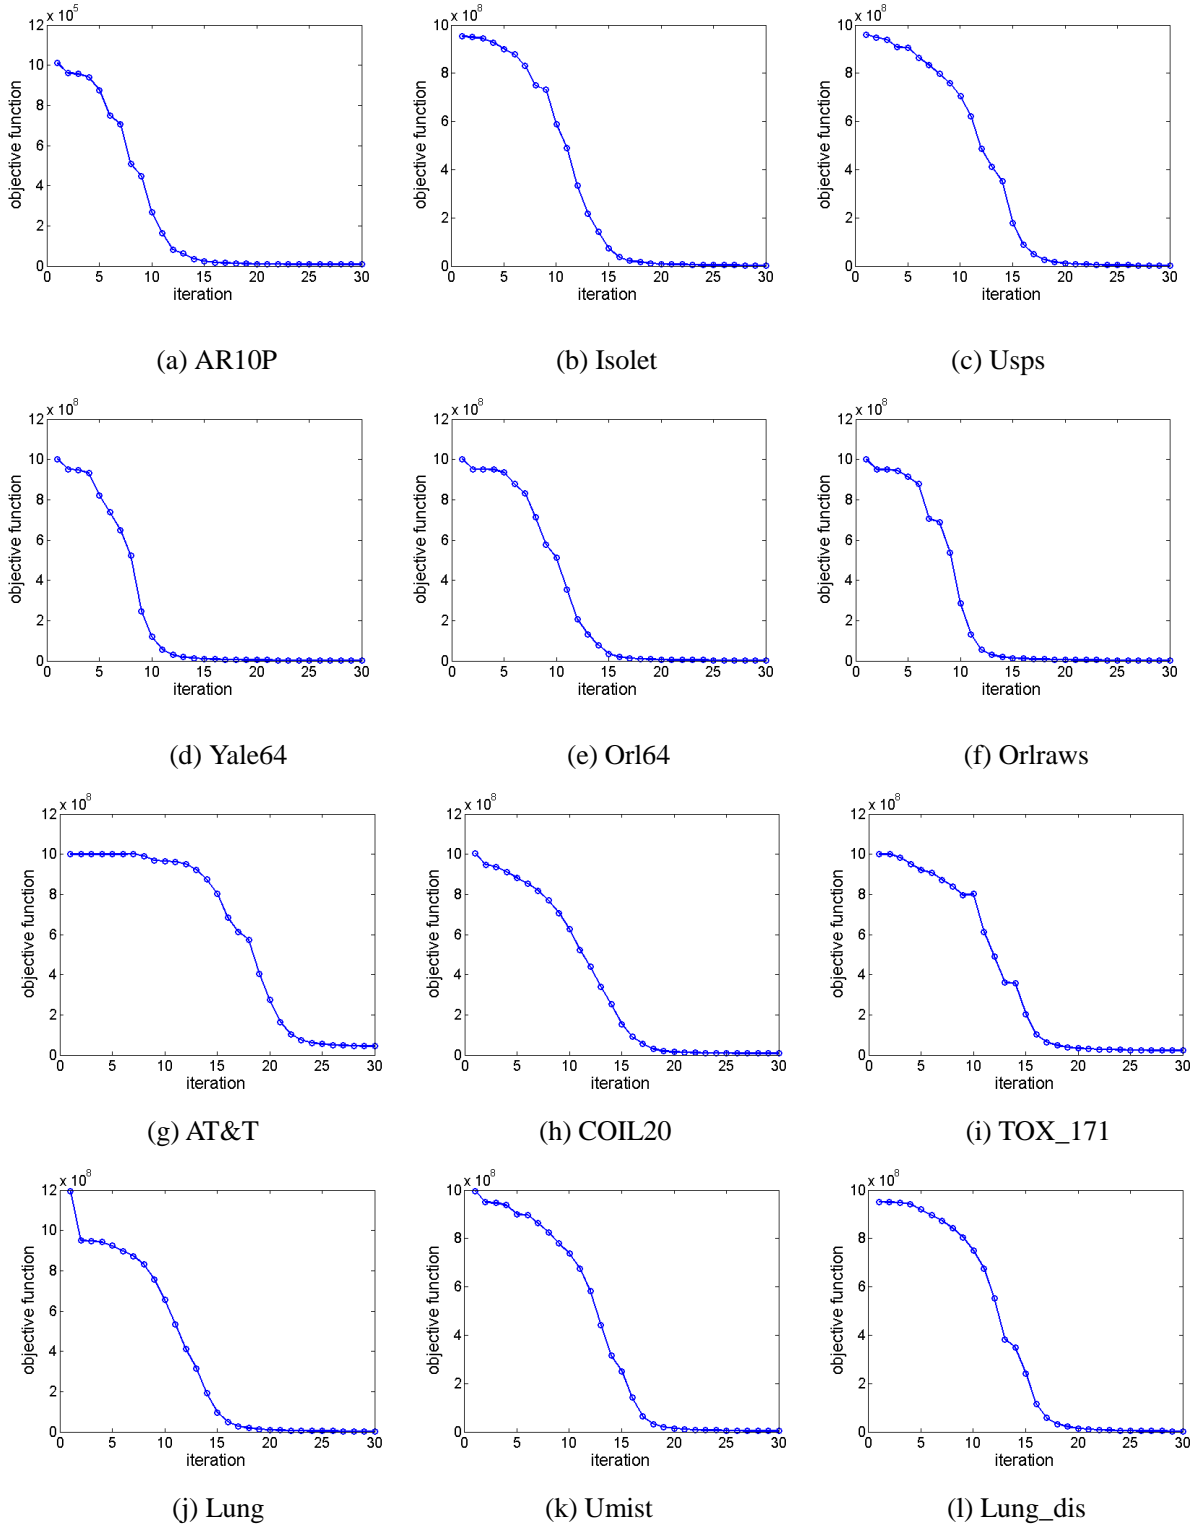 x 10^5
12
10
8
6
4
2
0
objective function
0 5 10 15 20 25 30
iteration
(a) AR10P
x 10^8
10
8
6
4
2
0
objective function
0 5 10 15 20 25 30
iteration
(b) Isolet
x 10^8
10
8
6
4
2
0
objective function
0 5 10 15 20 25 30
iteration
(c) Usps
x 10^8
12
10
8
6
4
2
0
objective function
0 5 10 15 20 25 30
iteration
(d) Yale64
x 10^8
12
10
8
6
4
2
0
objective function
0 5 10 15 20 25 30
iteration
(e) Orl64
x 10^8
12
10
8
6
4
2
0
objective function
0 5 10 15 20 25 30
iteration
(f) Orlraws
x 10^8
12
10
8
6
4
2
0
objective function
0 5 10 15 20 25 30
iteration
(g) AT&T
x 10^8
12
10
8
6
4
2
0
objective function
0 5 10 15 20 25 30
iteration
(h) COIL20
x 10^8
12
10
8
6
4
2
0
objective function
0 5 10 15 20 25 30
iteration
(i) TOX_171
x 10^8
12
10
8
6
4
2
0
objective function
0 5 10 15 20 25 30
iteration
(j) Lung
x 10^8
10
8
6
4
2
0
objective function
0 5 10 15 20 25 30
iteration
(k) Umist
x 10^8
10
8
6
4
2
0
objective function
0 5 10 15 20 25 30
iteration
(l) Lung_dis